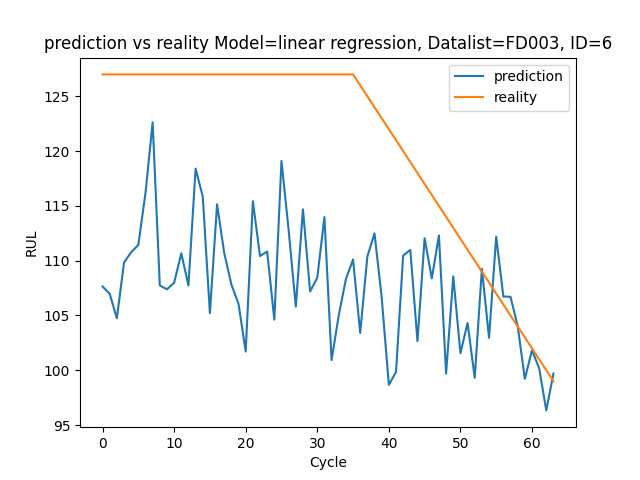 prediction vs reality Model=linear regression, Datalist=FD003, ID=6
prediction
reality
RUL
125
120
115
110
105
100
95
0 10 20 30 40 50 60
Cycle